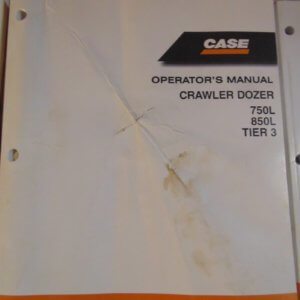 CASE
OPERATOR'S MANUAL
CRAWLER DOZER
750L
850L
TIER 3